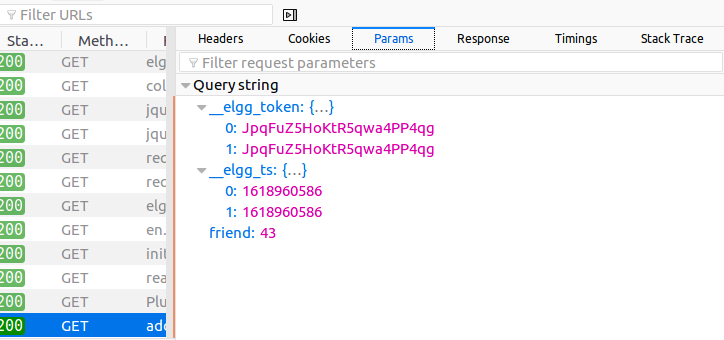 Filter URLs
Sta… Meth… F
Headers Cookies Params Response Timings Stack Trace
Filter request parameters
Query string
__elgg_token: {…}
0: JpqFuZ5HoKtR5qwa4PP4qg
1: JpqFuZ5HoKtR5qwa4PP4qg
__elgg_ts: {…}
0: 1618960586
1: 1618960586
friend: 43
200 GET elg
200 GET col
200 GET jqu
200 GET jqu
200 GET rec
200 GET rec
200 GET elg
200 GET en.
200 GET init
200 GET rea
200 GET Plu
200 GET add